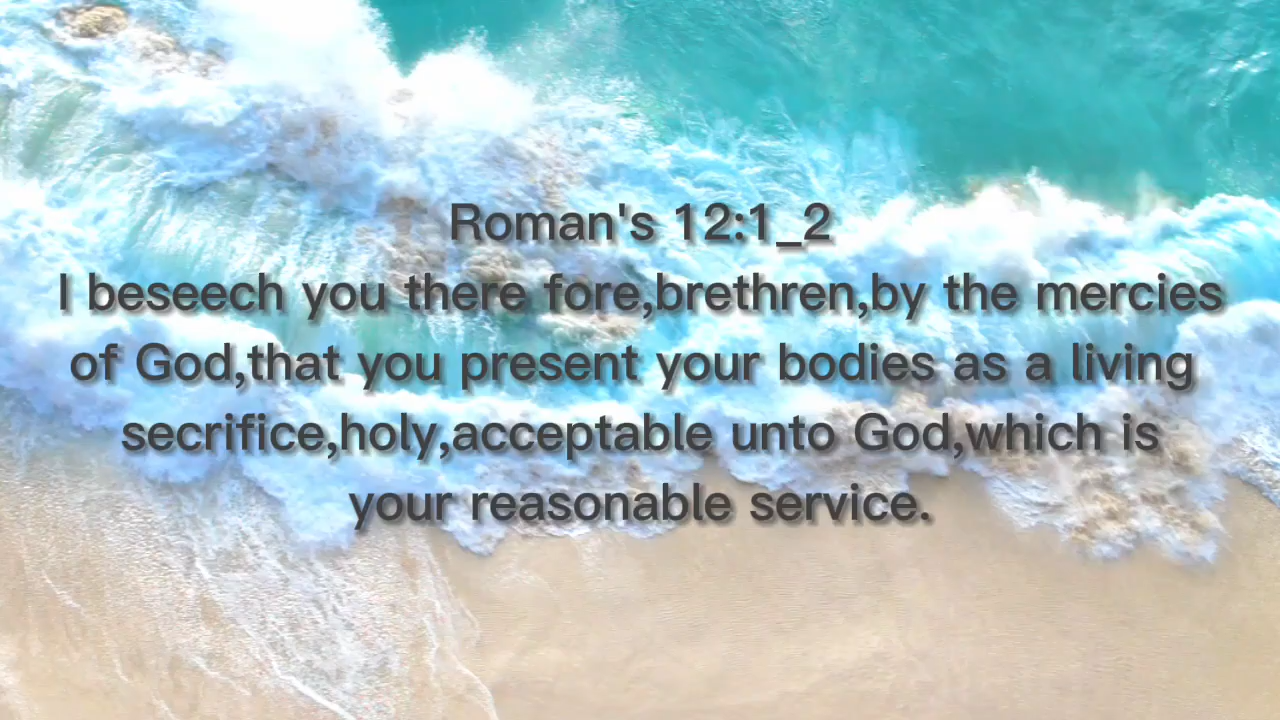 Roman's 12:1_2
I beseech you there fore,brethren,by the mercies
of God,that you present your bodies as a living
secrifice,holy,acceptable unto God,which is
your reasonable service.